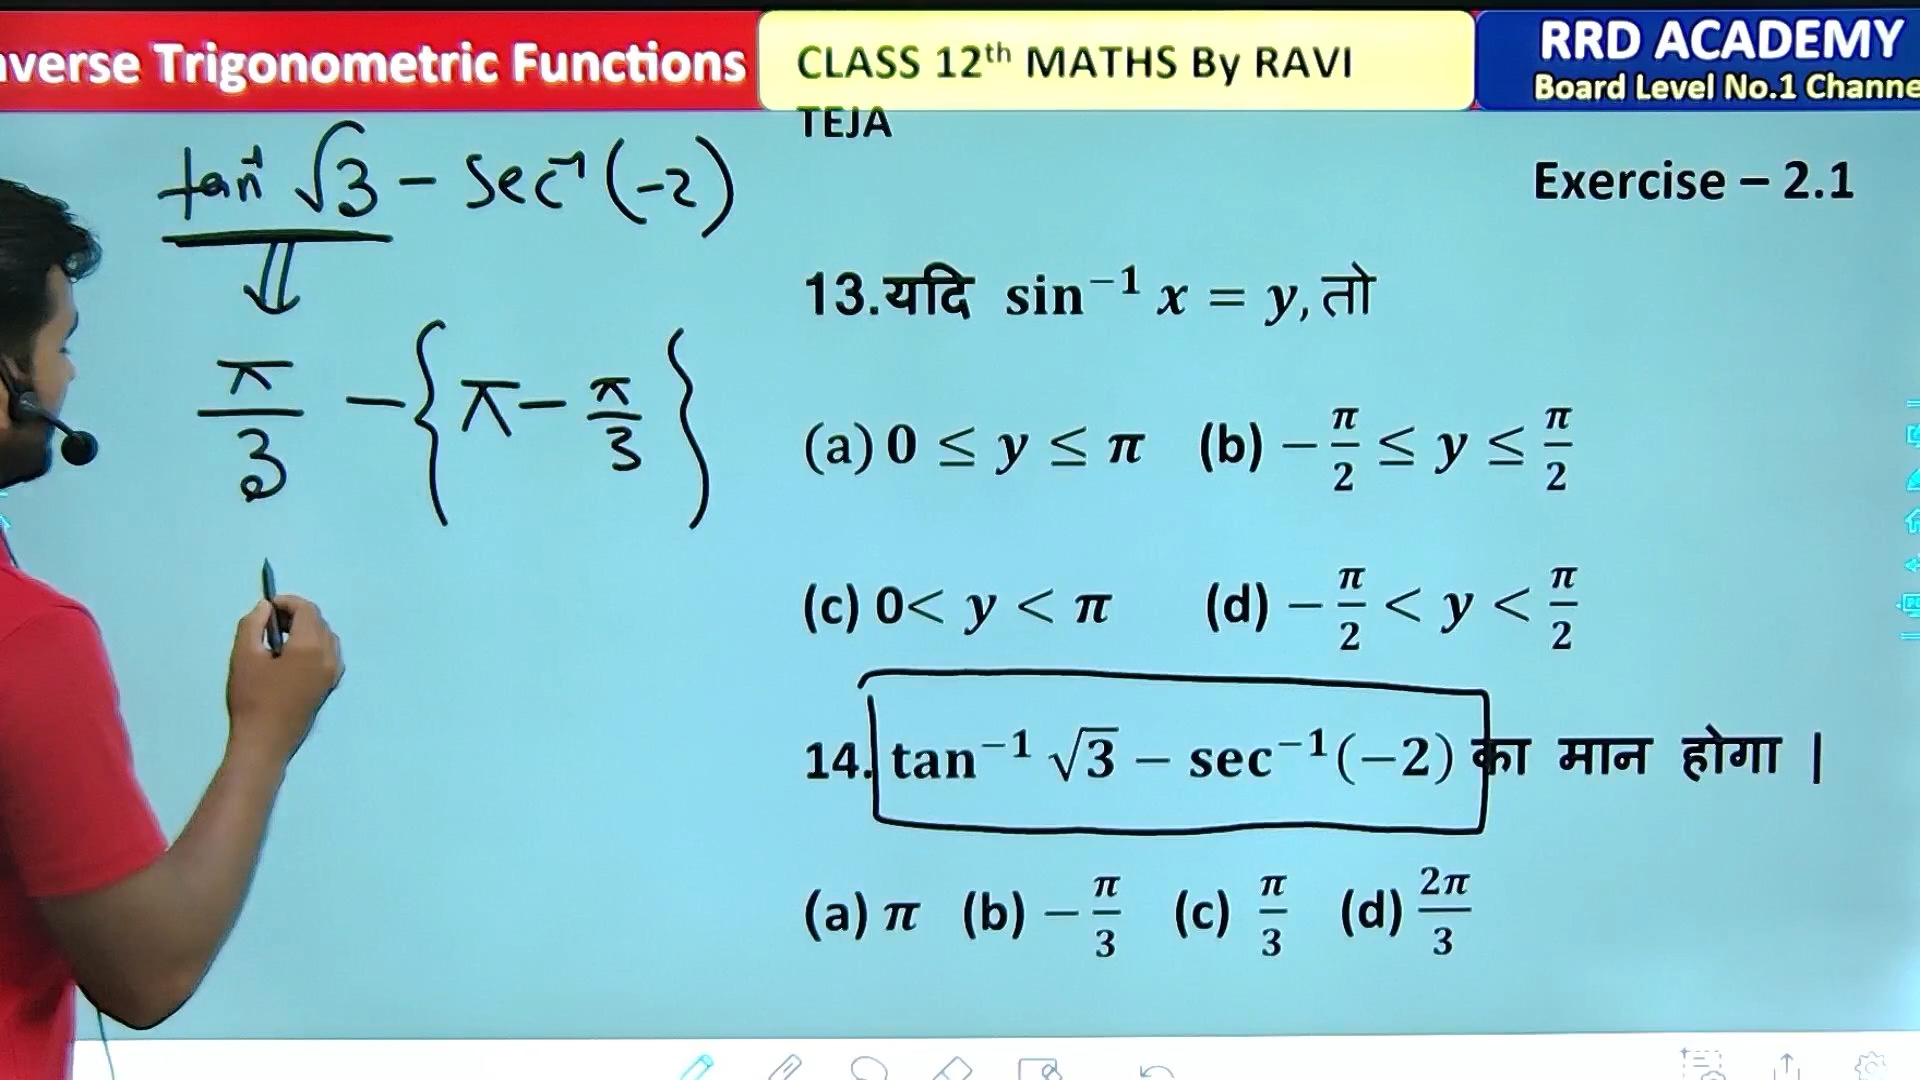 nverse Trigonometric Functions
CLASS 12th MATHS By RAVI
TEJA
RRD ACADEMY
Board Level No.1 Channe
tan⁻¹ √3 − sec⁻¹ (−2)
π/3 − {π − π/3}
Exercise – 2.1
13.यदि sin⁻¹ x = y, तो
(a) 0 ≤ y ≤ π (b) −π/2 ≤ y ≤ π/2
(c) 0< y < π (d) −π/2 < y < π/2
14. tan⁻¹ √3 − sec⁻¹(−2) का मान होगा |
(a) π (b) −π/3 (c) π/3 (d) 2π/3